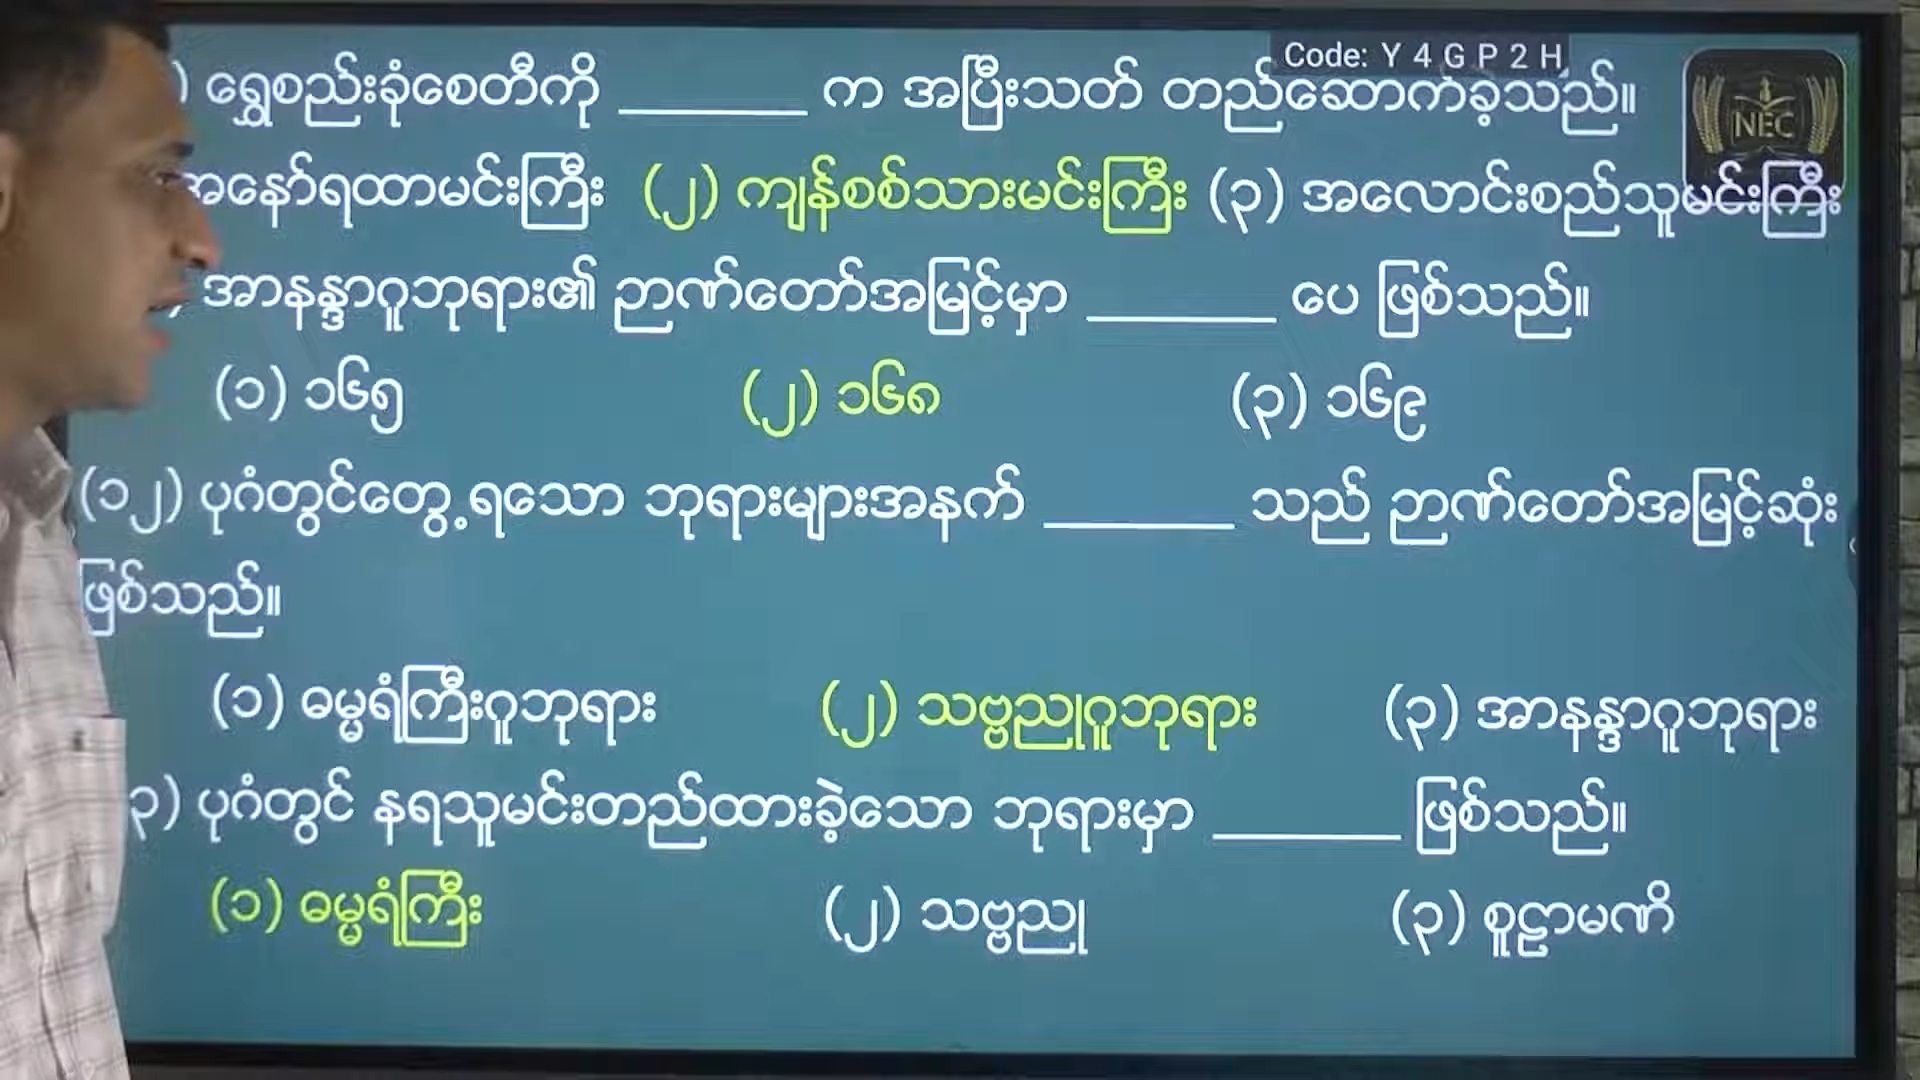 Code: Y 4 G P 2 H
NEC
) ရွှေစည်းခုံစေတီကို ________ က အပြီးသတ် တည်ဆောက်ခဲ့သည်။
အနော်ရထာမင်းကြီး (၂) ကျန်စစ်သားမင်းကြီး (၃) အလောင်းစည်သူမင်းကြီး
) အာနန္ဒာဂူဘုရား၏ ဉာဏ်တော်အမြင့်မှာ ________ ပေ ဖြစ်သည်။
(၁) ၁၆၅ (၂) ၁၆၈ (၃) ၁၆၉
(၁၂) ပုဂံတွင်တွေ့ရသော ဘုရားများအနက် ________ သည် ဉာဏ်တော်အမြင့်ဆုံး
ဖြစ်သည်။
(၁) ဓမ္မရံကြီးဂူဘုရား (၂) သဗ္ဗညုဂူဘုရား (၃) အာနန္ဒာဂူဘုရား
၃) ပုဂံတွင် နရသူမင်းတည်ထားခဲ့သော ဘုရားမှာ ________ ဖြစ်သည်။
(၁) ဓမ္မရံကြီး (၂) သဗ္ဗညု (၃) စူဠာမဏိ